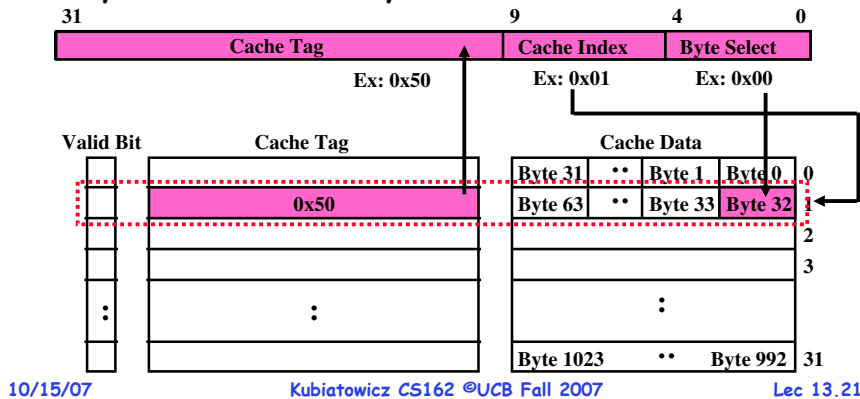 31 9 4 0
Cache Tag Cache Index Byte Select
Ex: 0x50 Ex: 0x01 Ex: 0x00
Valid Bit Cache Tag Cache Data
Byte 31 ·· Byte 1 Byte 0 0
0x50 Byte 63 ·· Byte 33 Byte 32 1
2
3
: : :
Byte 1023 ·· Byte 992 31
10/15/07 Kubiatowicz CS162 ©UCB Fall 2007 Lec 13.21